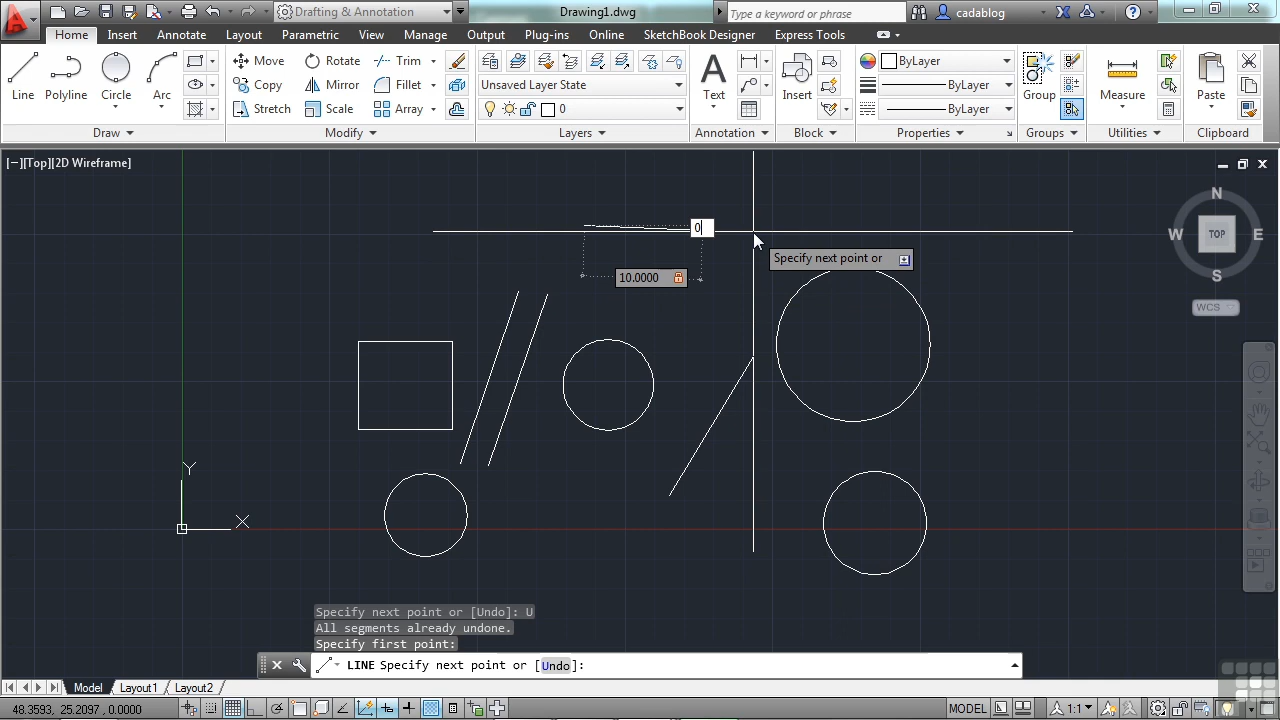 Drafting & Annotation
Drawing1.dwg
Type a keyword or phrase
cadablog
Home Insert Annotate Layout Parametric View Manage Output Plug-ins Online SketchBook Designer Express Tools
Line Polyline Circle Arc
Move Rotate Trim
Copy Mirror Fillet
Stretch Scale Array
Unsaved Layer State
0
Text
Insert
ByLayer
ByLayer
ByLayer
Group
Measure
Paste
Draw Modify Layers Annotation Block Properties Groups Utilities Clipboard
[−][Top][2D Wireframe]
N
W TOP E
S
WCS
0
Specify next point or
10.0000
Y
X
Specify next point or [Undo]: U
All segments already undone.
Specify first point:
LINE Specify next point or [Undo]:
Model Layout1 Layout2
48.3593, 25.2097, 0.0000
MODEL
1:1